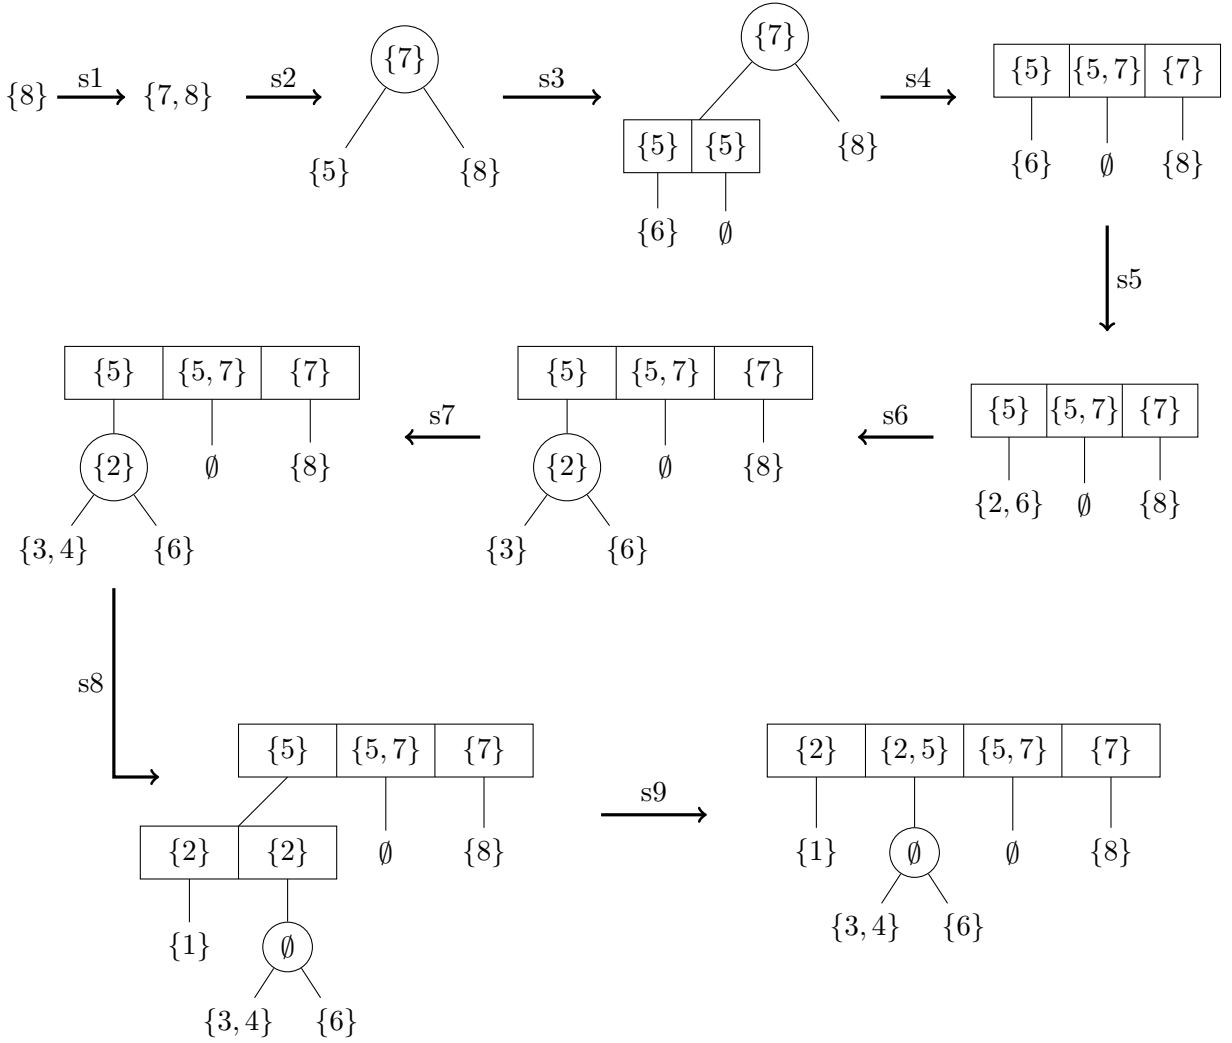 {8} s1 {7, 8} s2 {7} s3 {7} s4 {5} {5, 7} {7}
{5} {8} {5} {5} {8} {6} ∅ {8}
{6} ∅
s5
{5} {5, 7} {7} s7 {5} {5, 7} {7} s6 {5} {5, 7} {7}
{2} ∅ {8} {2} ∅ {8} {2, 6} ∅ {8}
{3, 4} {6} {3} {6}
s8
{5} {5, 7} {7} s9 {2} {2, 5} {5, 7} {7}
{2} {2} ∅ {8} {1} ∅ ∅ {8}
{1} ∅ {3, 4} {6}
{3, 4} {6}